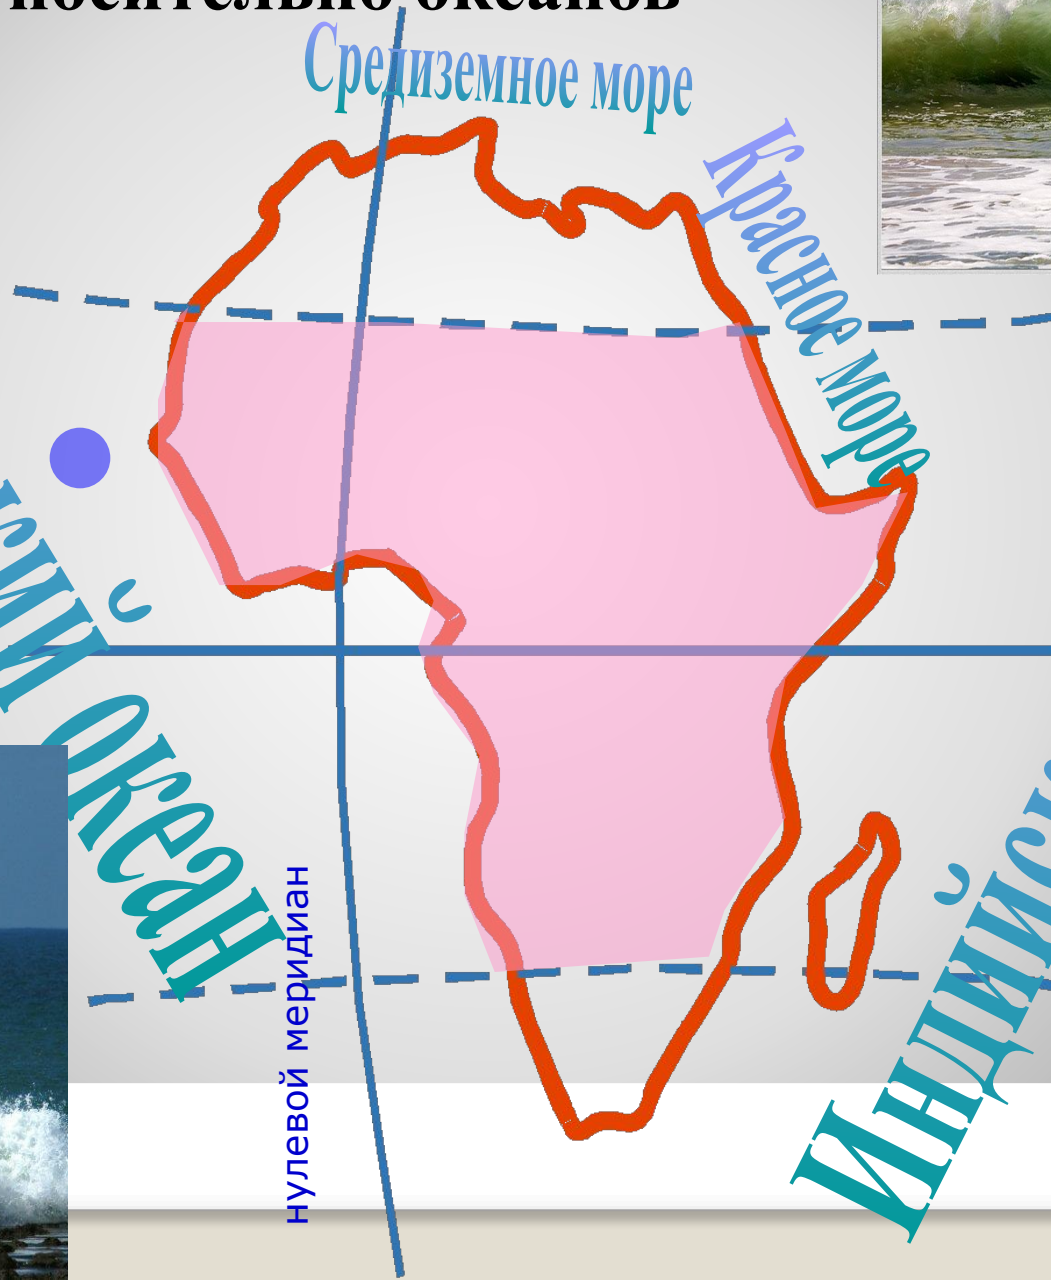 Средиземное море
Красное море
океан
нулевой меридиан